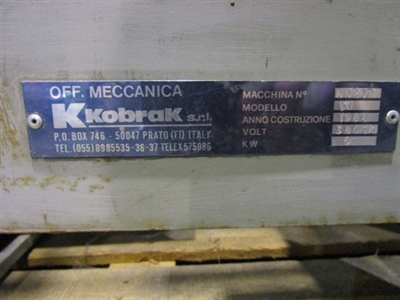 OFF. MECCANICA
K Kobrak s.r.l.
P.O. BOX 746 - 50047 PRATO (FI) ITALY
TEL. (055) 8985535-36-37 TELEX 575086
MACCHINA N°
MODELLO
ANNO COSTRUZIONE
VOLT
KW